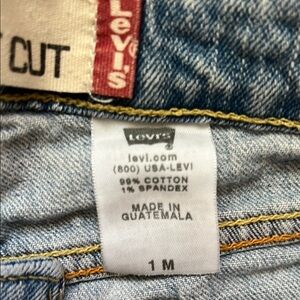 CUT
Levi's
Levi's
levi.com
(800) USA-LEVI
99% COTTON
1% SPANDEX
MADE IN
GUATEMALA
1 M